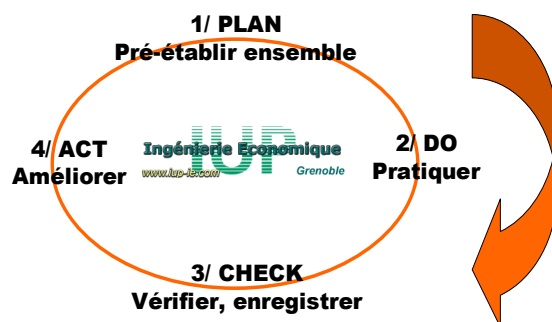 1/ PLAN
Pré-établir ensemble
4/ ACT
Améliorer
IUP
Ingénierie Economique
www.iup-ie.com
Grenoble
2/ DO
Pratiquer
3/ CHECK
Vérifier, enregistrer